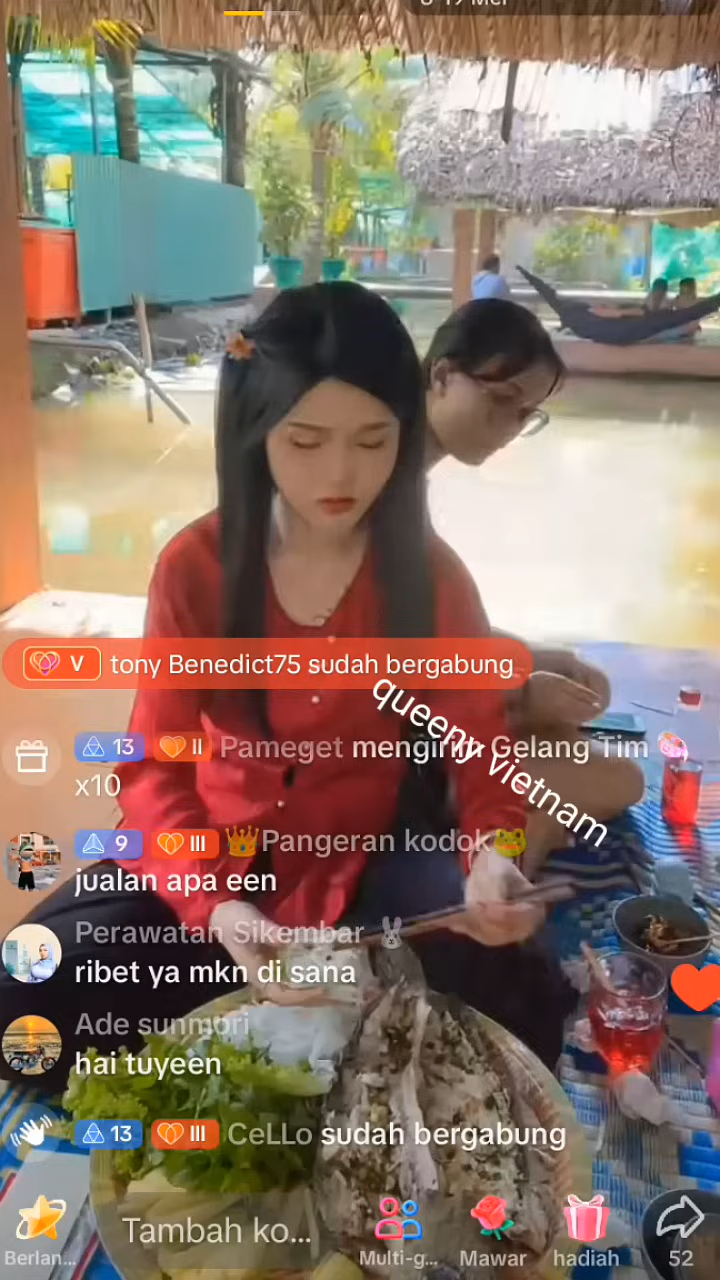 V tony Benedict75 sudah bergabung
queeny vietnam
13 II Pameget mengirim Gelang Tim
x10
9 III 👑Pangeran kodok🐸
jualan apa een
Perawatan Sikembar 🐰
ribet ya mkn di sana
Ade sunmori
hai tuyeen
13 III CeLLo sudah bergabung
Tambah ko...
Berlan... Multi-g... Mawar hadiah 52